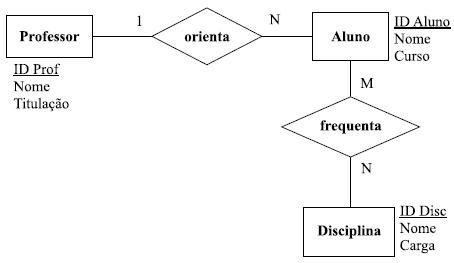 Professor
1
orienta
N
Aluno
ID Aluno
Nome
Curso
ID Prof
Nome
Titulação
M
frequenta
N
Disciplina
ID Disc
Nome
Carga